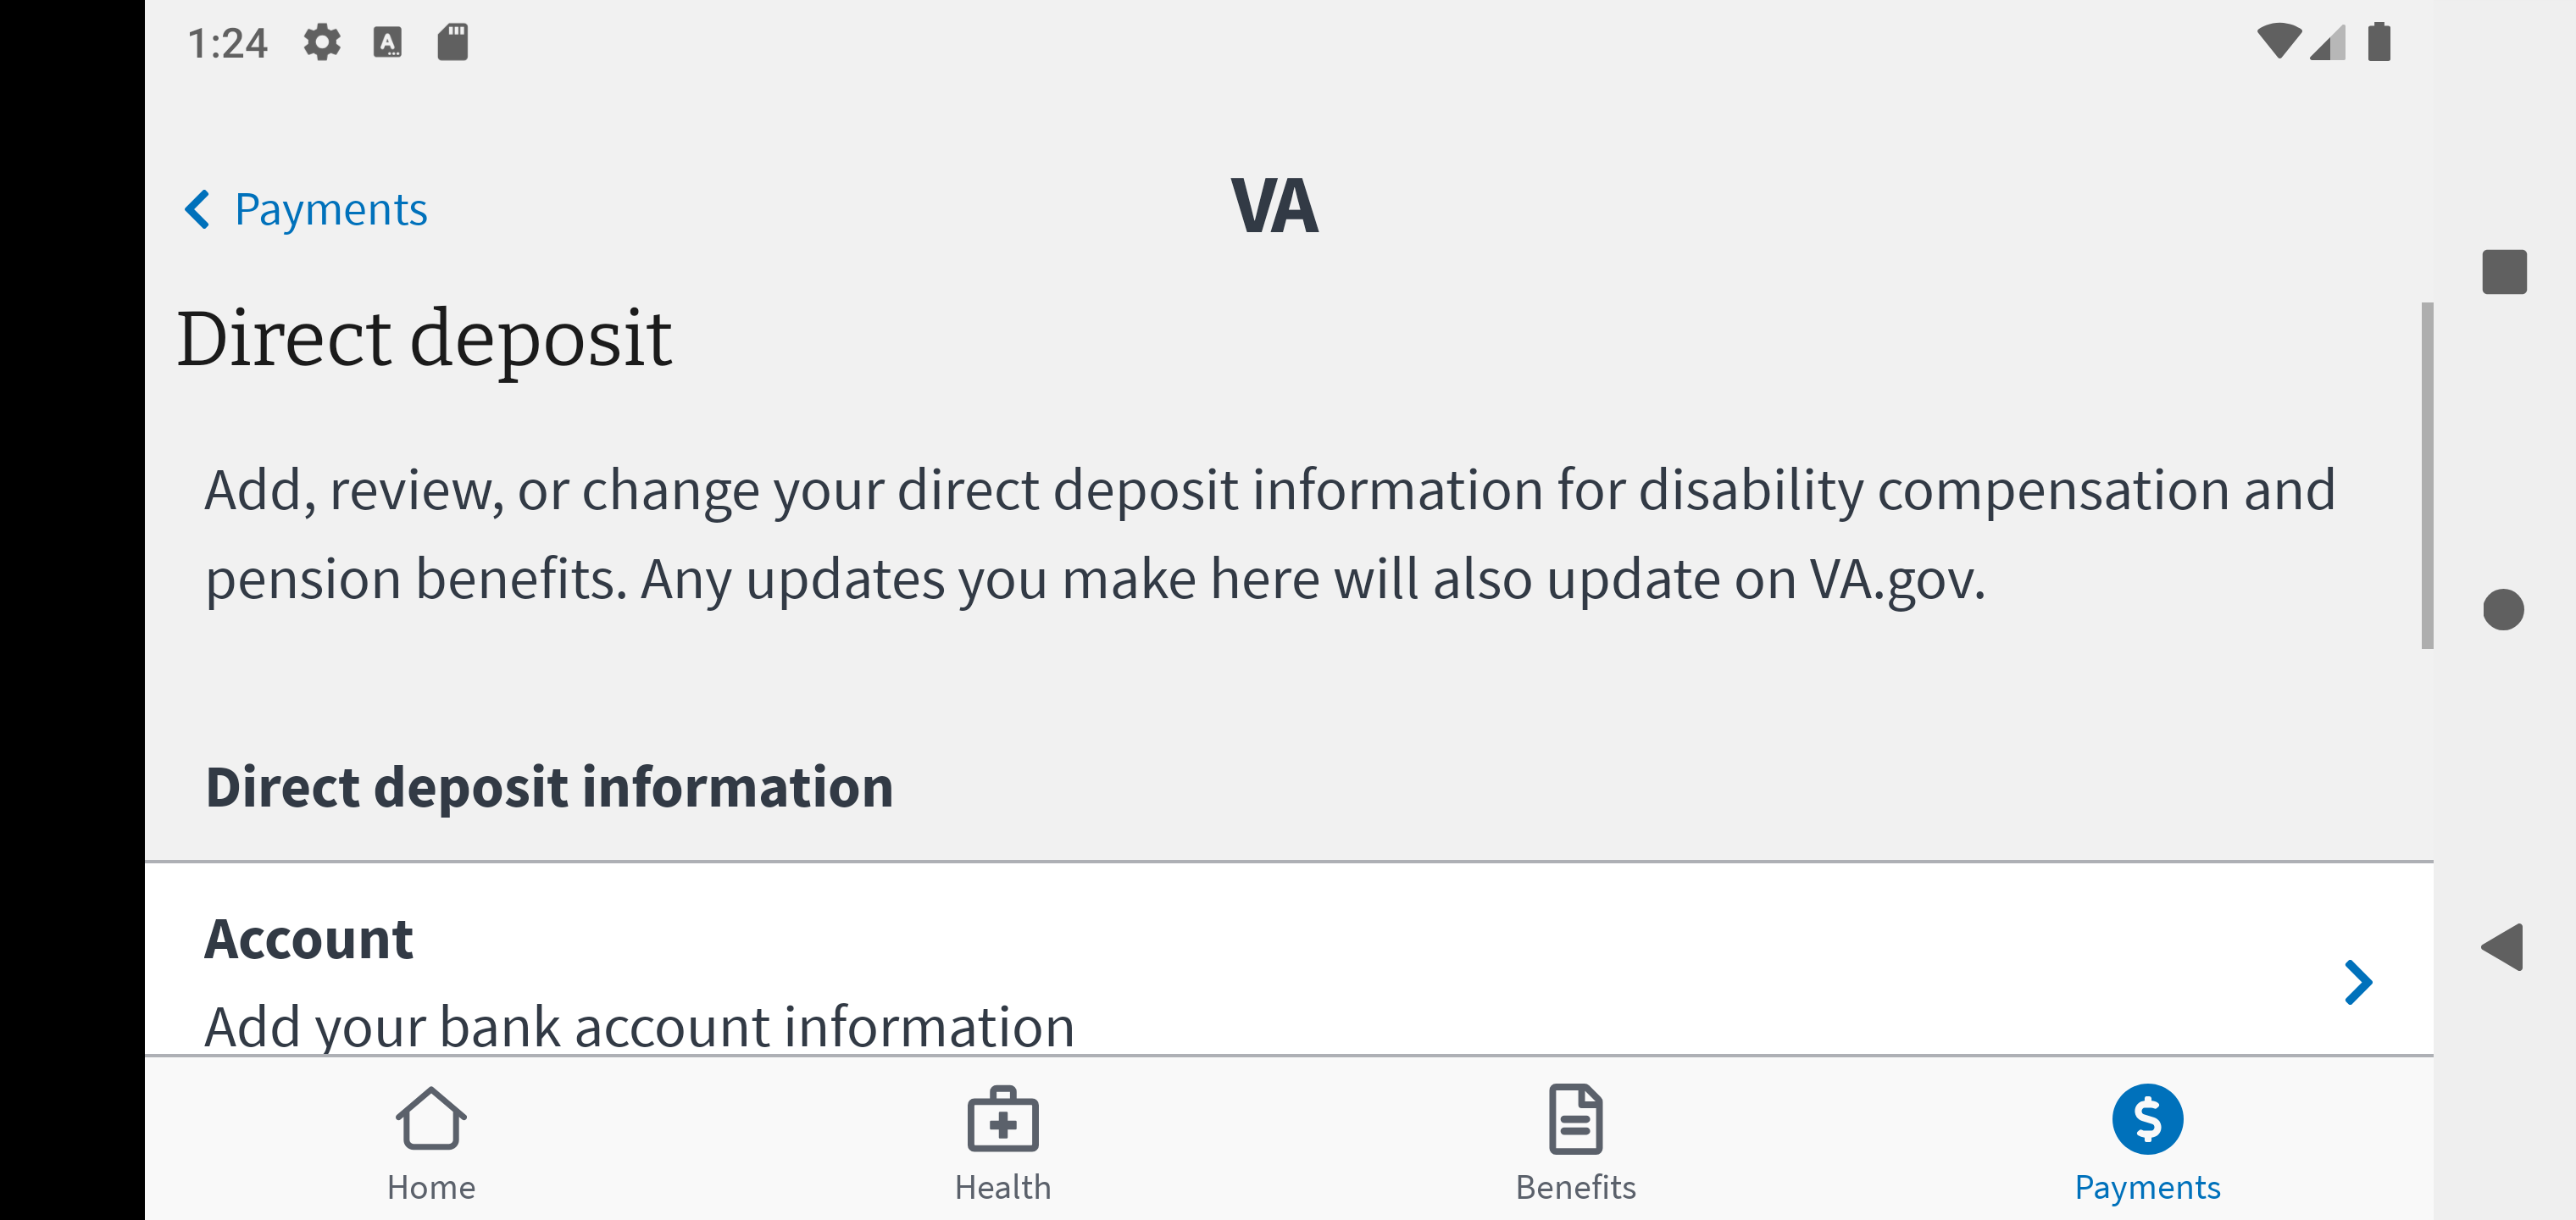 1:24
Payments
VA
Direct deposit
Add, review, or change your direct deposit information for disability compensation and
pension benefits. Any updates you make here will also update on VA.gov.
Direct deposit information
Account
Add your bank account information
Home
Health
Benefits
Payments